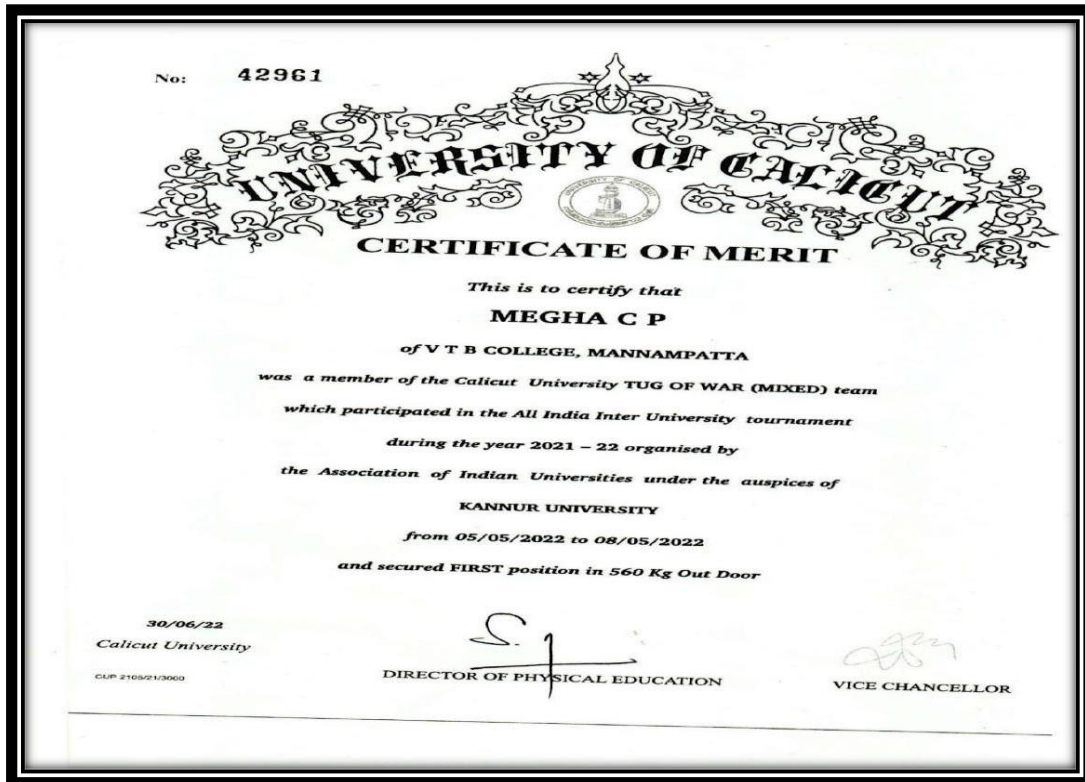 No: 42961
UNIVERSITY OF CALICUT
CERTIFICATE OF MERIT
This is to certify that
MEGHA C P
of V T B COLLEGE, MANNAMPATTA
was a member of the Calicut University TUG OF WAR (MIXED) team
which participated in the All India Inter University tournament
during the year 2021 – 22 organised by
the Association of Indian Universities under the auspices of
KANNUR UNIVERSITY
from 05/05/2022 to 08/05/2022
and secured FIRST position in 560 Kg Out Door
30/06/22
Calicut University
CUP 2105/21/3000
DIRECTOR OF PHYSICAL EDUCATION
VICE CHANCELLOR